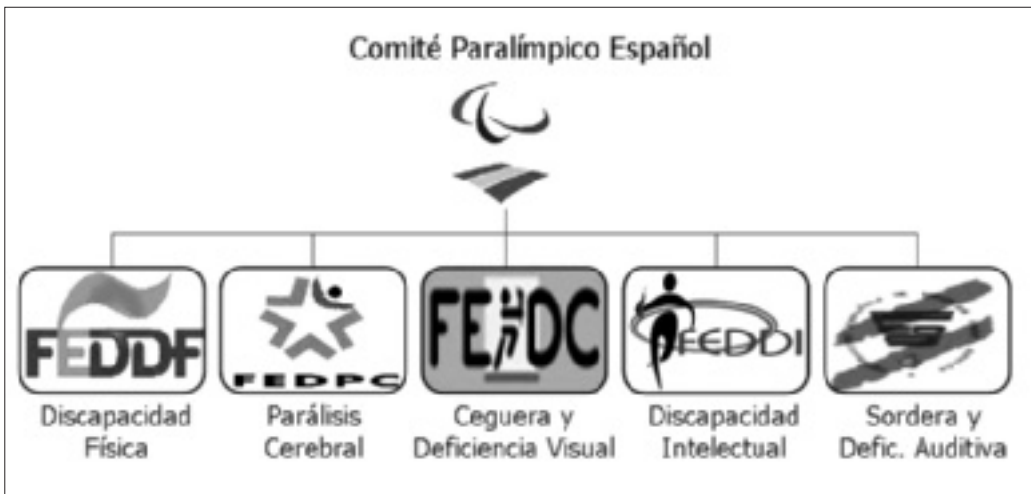 Comité Paralímpico Español
FEDDF
FEDPC
FEDC
FEDDI
Discapacidad
Física
Parálisis
Cerebral
Ceguera y
Deficiencia Visual
Discapacidad
Intelectual
Sordera y
Defic. Auditiva